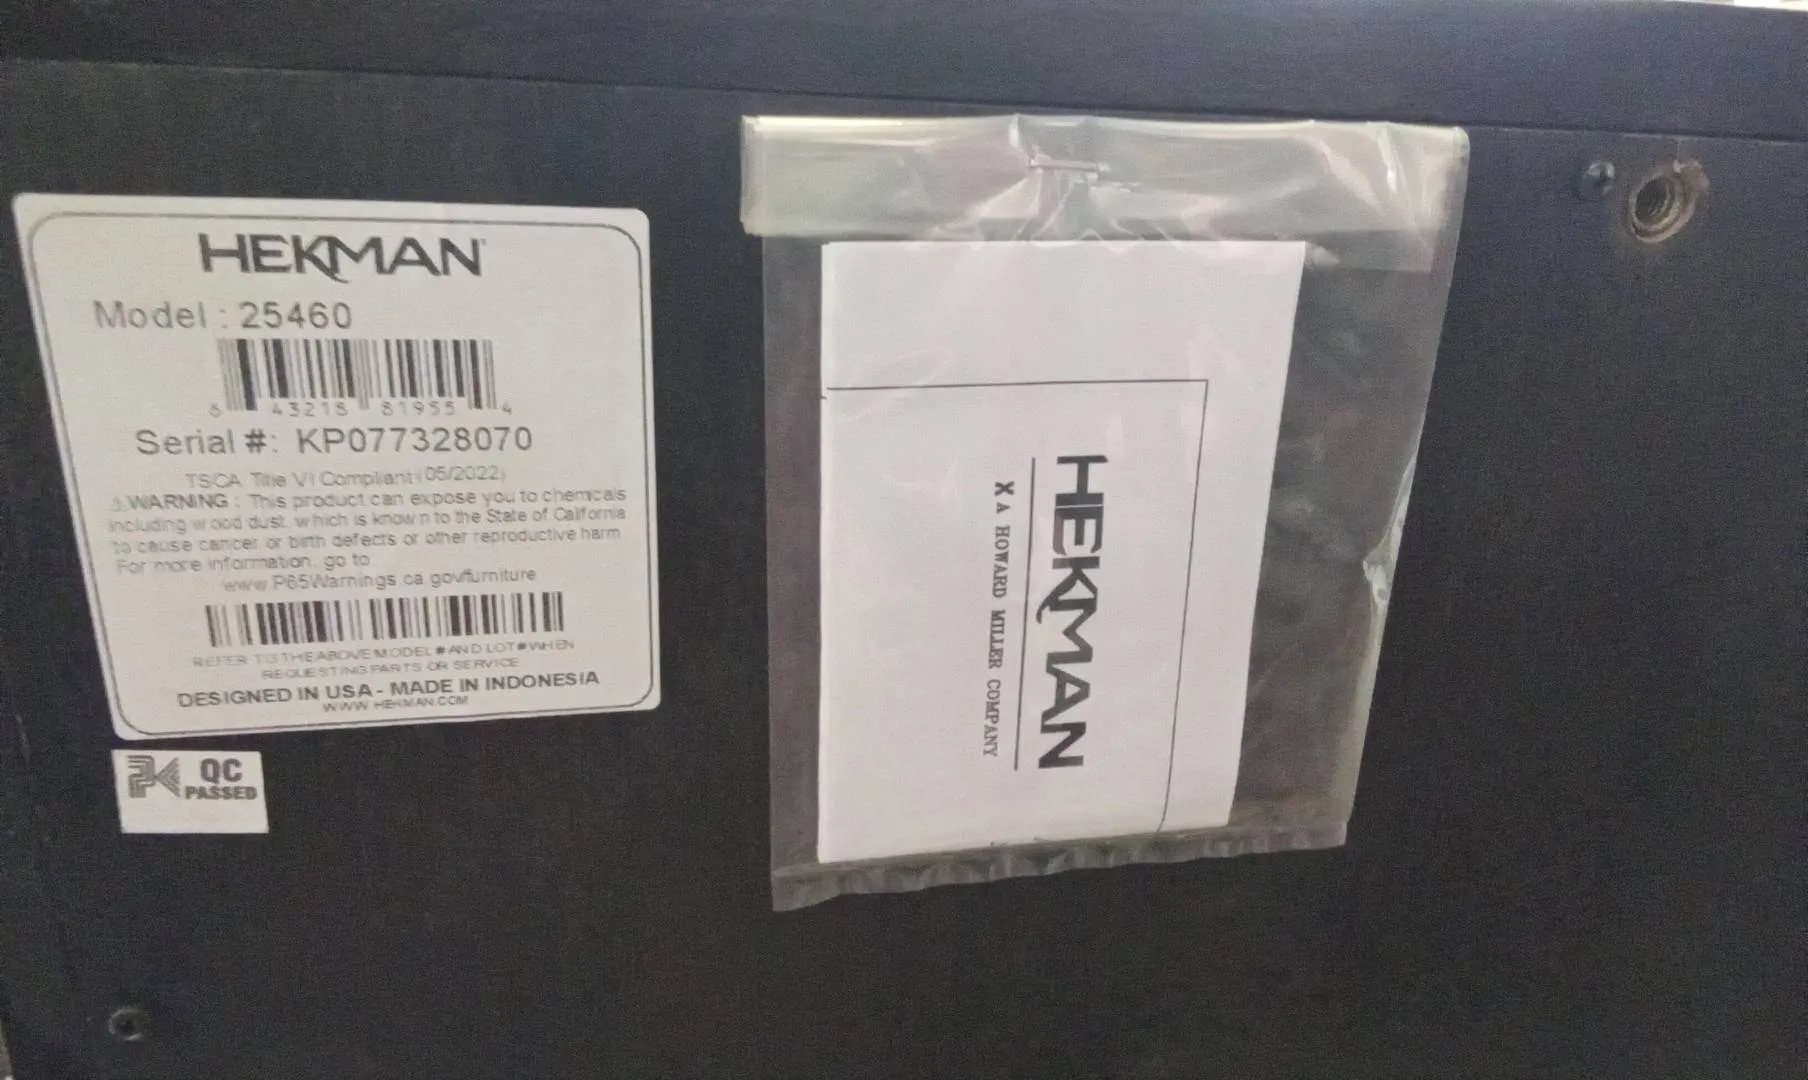 HEKMAN
Model : 25460
6 43218 81955 4
Serial #: KP077328070
TSCA Title VI Compliant (05/2022)
⚠WARNING : This product can expose you to chemicals
including wood dust, which is known to the State of California
to cause cancer or birth defects or other reproductive harm
For more information, go to
www.P65Warnings.ca.gov/furniture
REFER TO THE ABOVE MODEL # AND LOT # WHEN
REQUESTING PARTS OR SERVICE
DESIGNED IN USA - MADE IN INDONESIA
WWW.HEKMAN.COM
QC
PASSED
HEKMAN
A HOWARD MILLER COMPANY